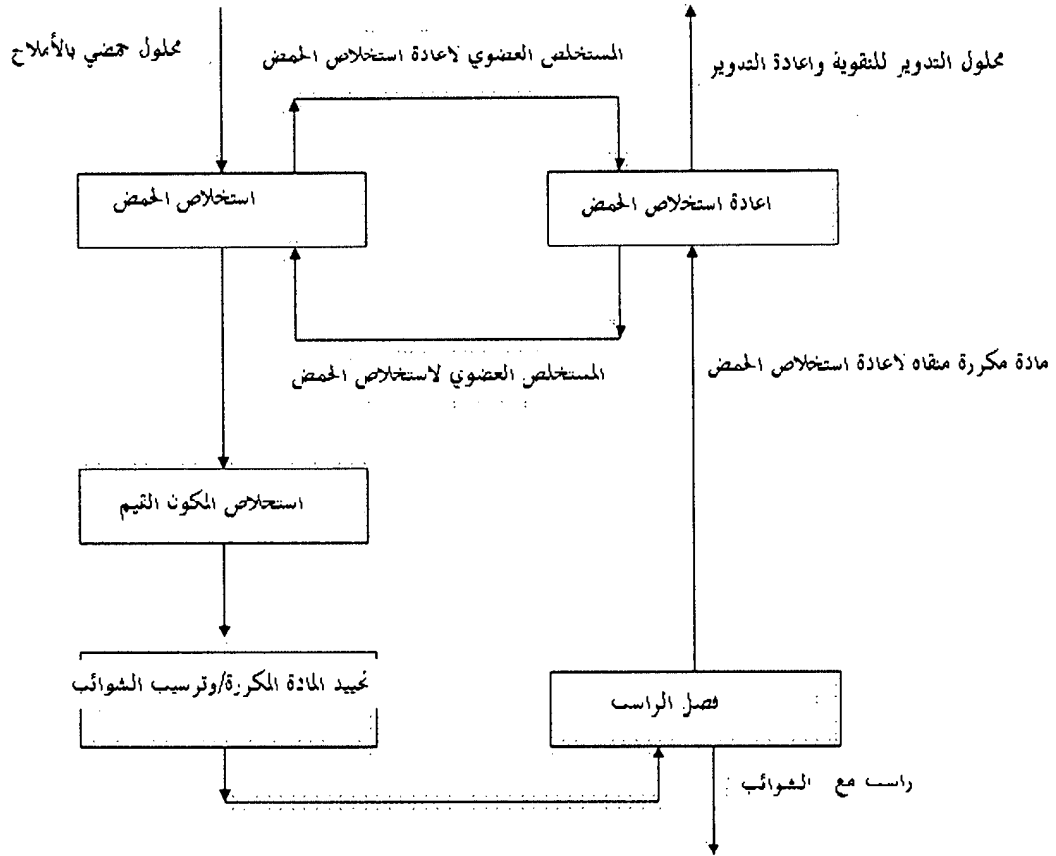 محلول حمضي بالأملاح
المستخلص العضوي لاعادة استخلاص الحمض
محلول التدوير للتقوية واعادة التدوير
استخلاص الحمض
اعادة استخلاص الحمض
المستخلص العضوي لاستخلاص الحمض
مادة مكررة منقاه لاعادة استخلاص الحمض
استخلاص المكون القيم
تحييد المادة المكررة/وترسيب الشوائب
فصل الراسب
راسب مع الشوائب